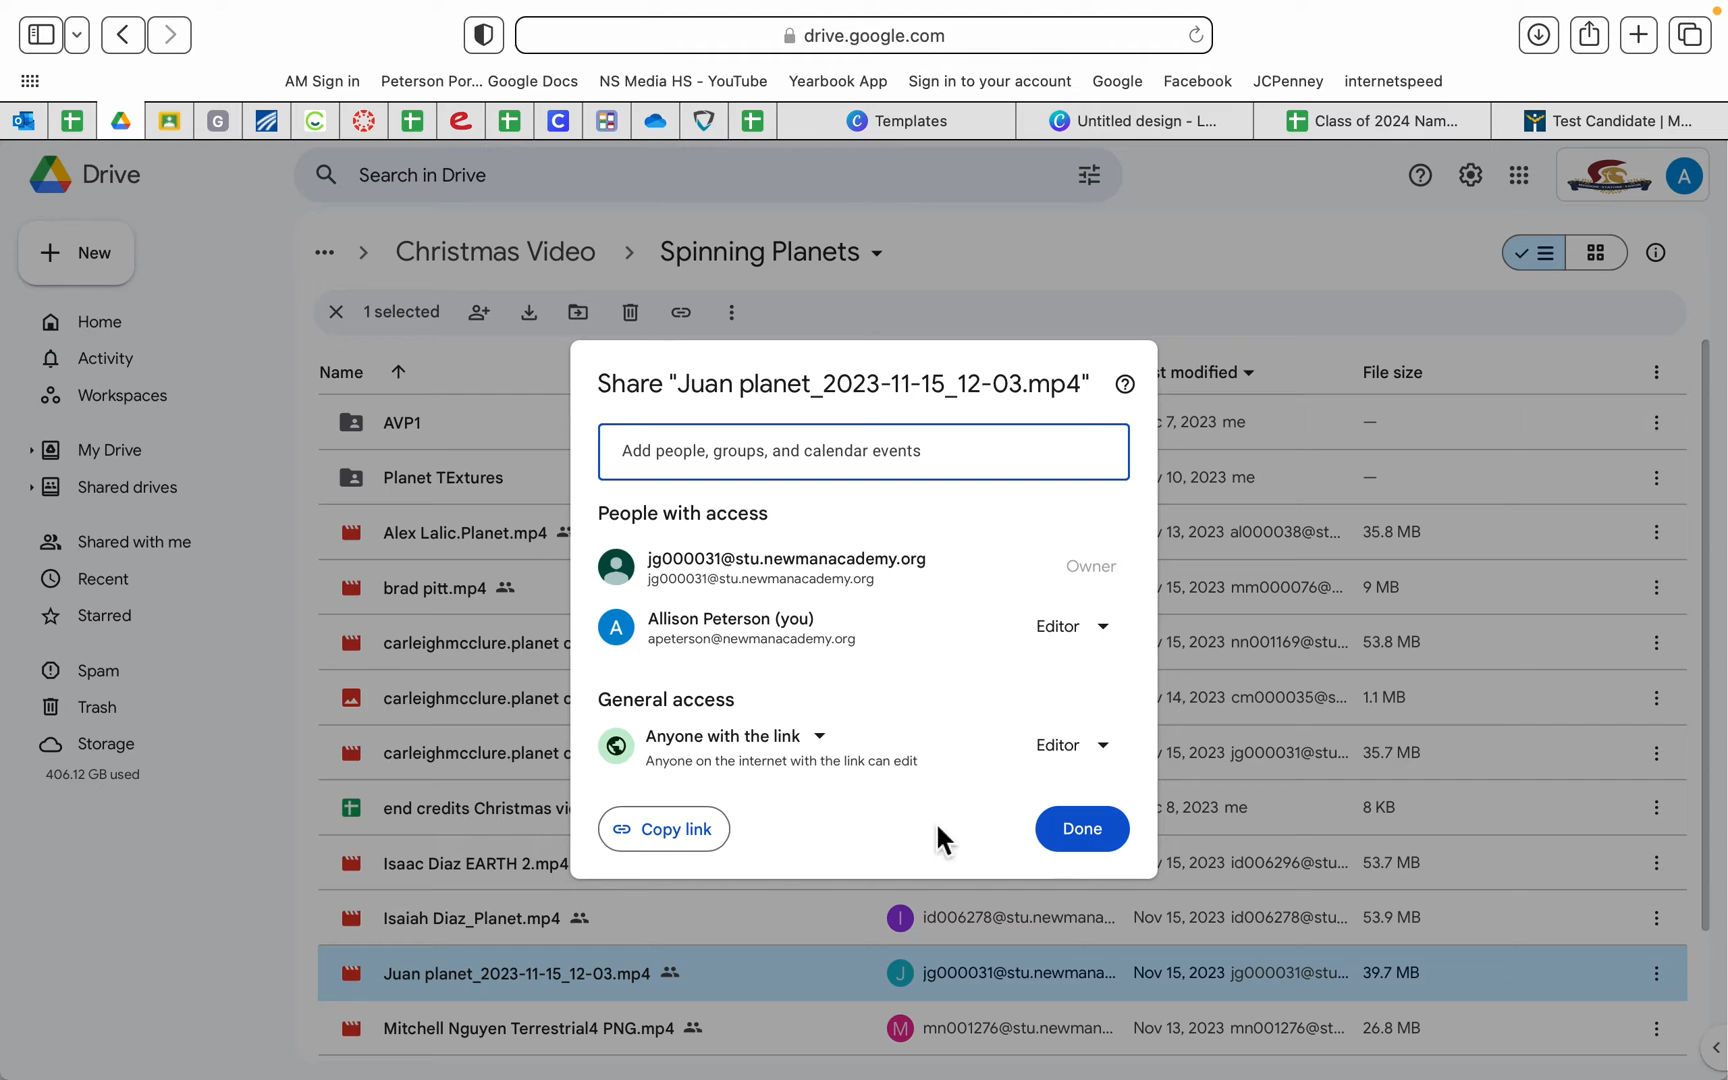 drive.google.com
AM Sign in Peterson Por... Google Docs NS Media HS - YouTube Yearbook App Sign in to your account Google Facebook JCPenney internetspeed
Templates Untitled design - L... Class of 2024 Nam... Test Candidate | M...
Drive Search in Drive A
New ... Christmas Video Spinning Planets
1 selected
Home
Activity
Workspaces
My Drive
Shared drives
Shared with me
Recent
Starred
Spam
Trash
Storage
406.12 GB used
Name st modified File size
AVP1 c 7, 2023 me —
Planet TExtures v 10, 2023 me —
Alex Lalic.Planet.mp4 v 13, 2023 al000038@st... 35.8 MB
brad pitt.mp4 v 15, 2023 mm000076@... 9 MB
carleighmcclure.planet c v 15, 2023 nn001169@stu... 53.8 MB
carleighmcclure.planet c v 14, 2023 cm000035@s... 1.1 MB
carleighmcclure.planet c v 15, 2023 jg000031@stu... 35.7 MB
end credits Christmas vi c 8, 2023 me 8 KB
Isaac Diaz EARTH 2.mp4 v 15, 2023 id006296@stu... 53.7 MB
Isaiah Diaz_Planet.mp4 I id006278@stu.newmana... Nov 15, 2023 id006278@stu... 53.9 MB
Juan planet_2023-11-15_12-03.mp4 J jg000031@stu.newmana... Nov 15, 2023 jg000031@stu... 39.7 MB
Mitchell Nguyen Terrestrial4 PNG.mp4 M mn001276@stu.newman... Nov 13, 2023 mn001276@st... 26.8 MB
Share "Juan planet_2023-11-15_12-03.mp4"
Add people, groups, and calendar events
People with access
jg000031@stu.newmanacademy.org
jg000031@stu.newmanacademy.org
Owner
A Allison Peterson (you)
apeterson@newmanacademy.org
Editor
General access
Anyone with the link
Anyone on the internet with the link can edit
Editor
Copy link Done